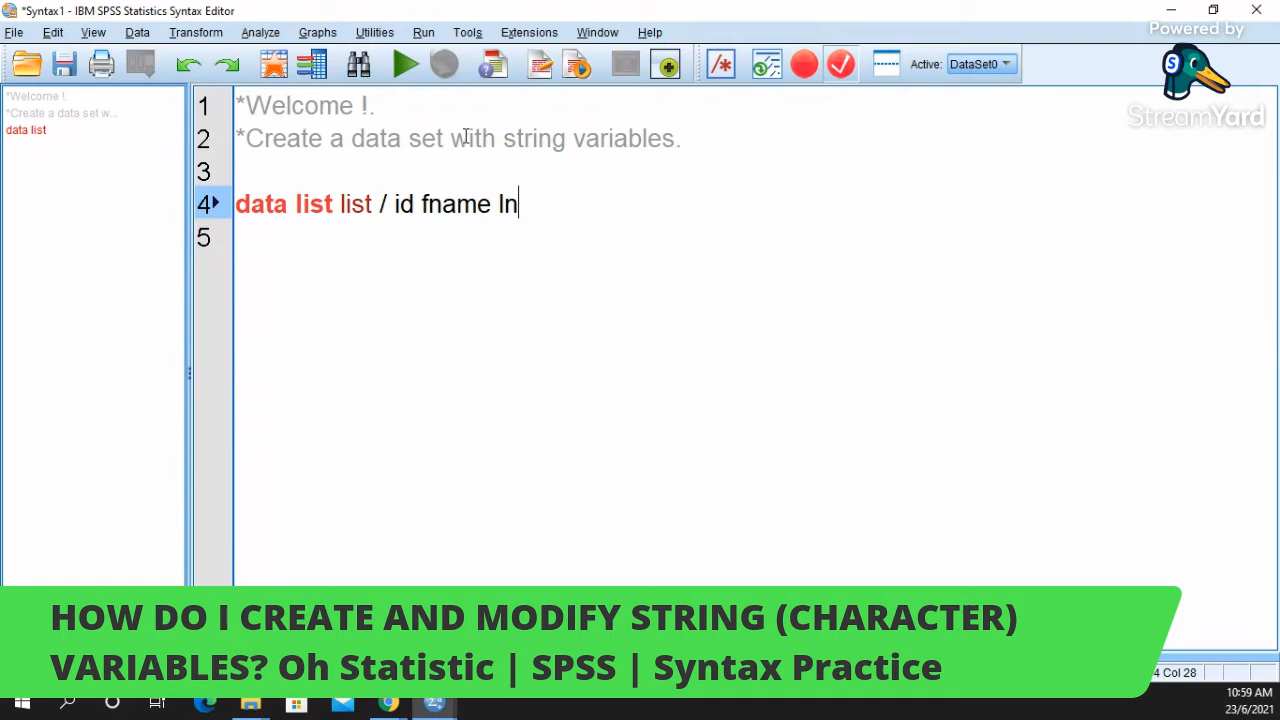 *Syntax1 - IBM SPSS Statistics Syntax Editor
File Edit View Data Transform Analyze Graphs Utilities Run Tools Extensions Window Help
Powered by
Active: DataSet0
StreamYard
*Welcome !.
*Create a data set w...
data list
1 *Welcome !.
2 *Create a data set with string variables.
3
4 data list list / id fname ln
5
HOW DO I CREATE AND MODIFY STRING (CHARACTER)
VARIABLES? Oh Statistic | SPSS | Syntax Practice
4 Col 28
10:59 AM
23/6/2021